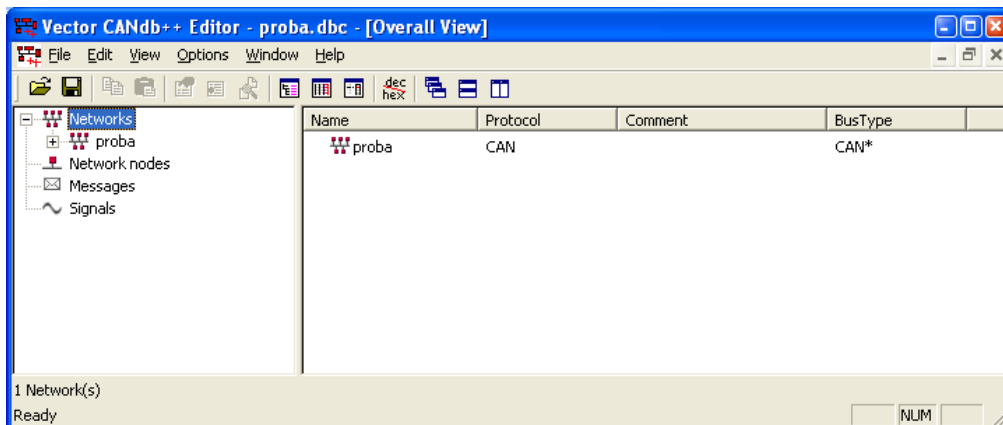 Vector CANdb++ Editor - proba.dbc - [Overall View]
File Edit View Options Window Help
dec
hex
Networks
proba
Network nodes
Messages
Signals
Name Protocol Comment BusType
proba CAN CAN*
1 Network(s)
Ready NUM